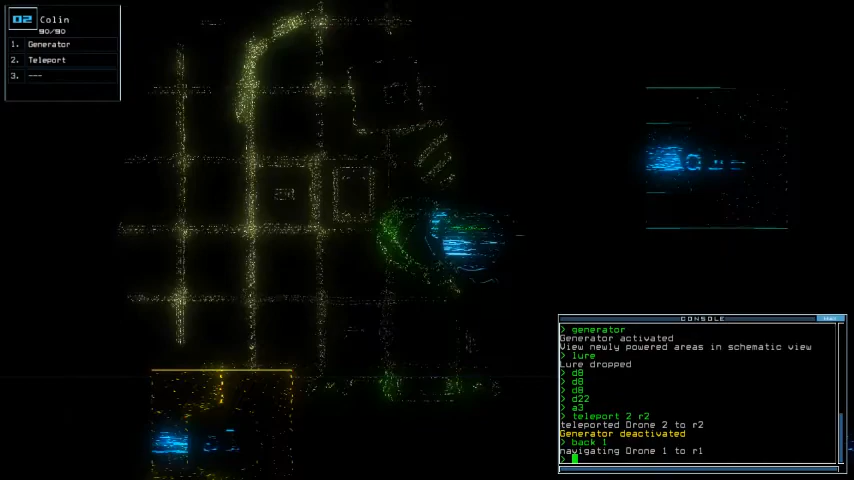 02 Colin
90/90
1. Generator
2. Teleport
3. ---
CONSOLE
> generator
Generator activated
View newly powered areas in schematic view
> lure
Lure dropped
> d8
> d8
> d8
> d22
> a3
> teleport 2 r2
teleported Drone 2 to r2
Generator deactivated
> back 1
navigating Drone 1 to r1
>